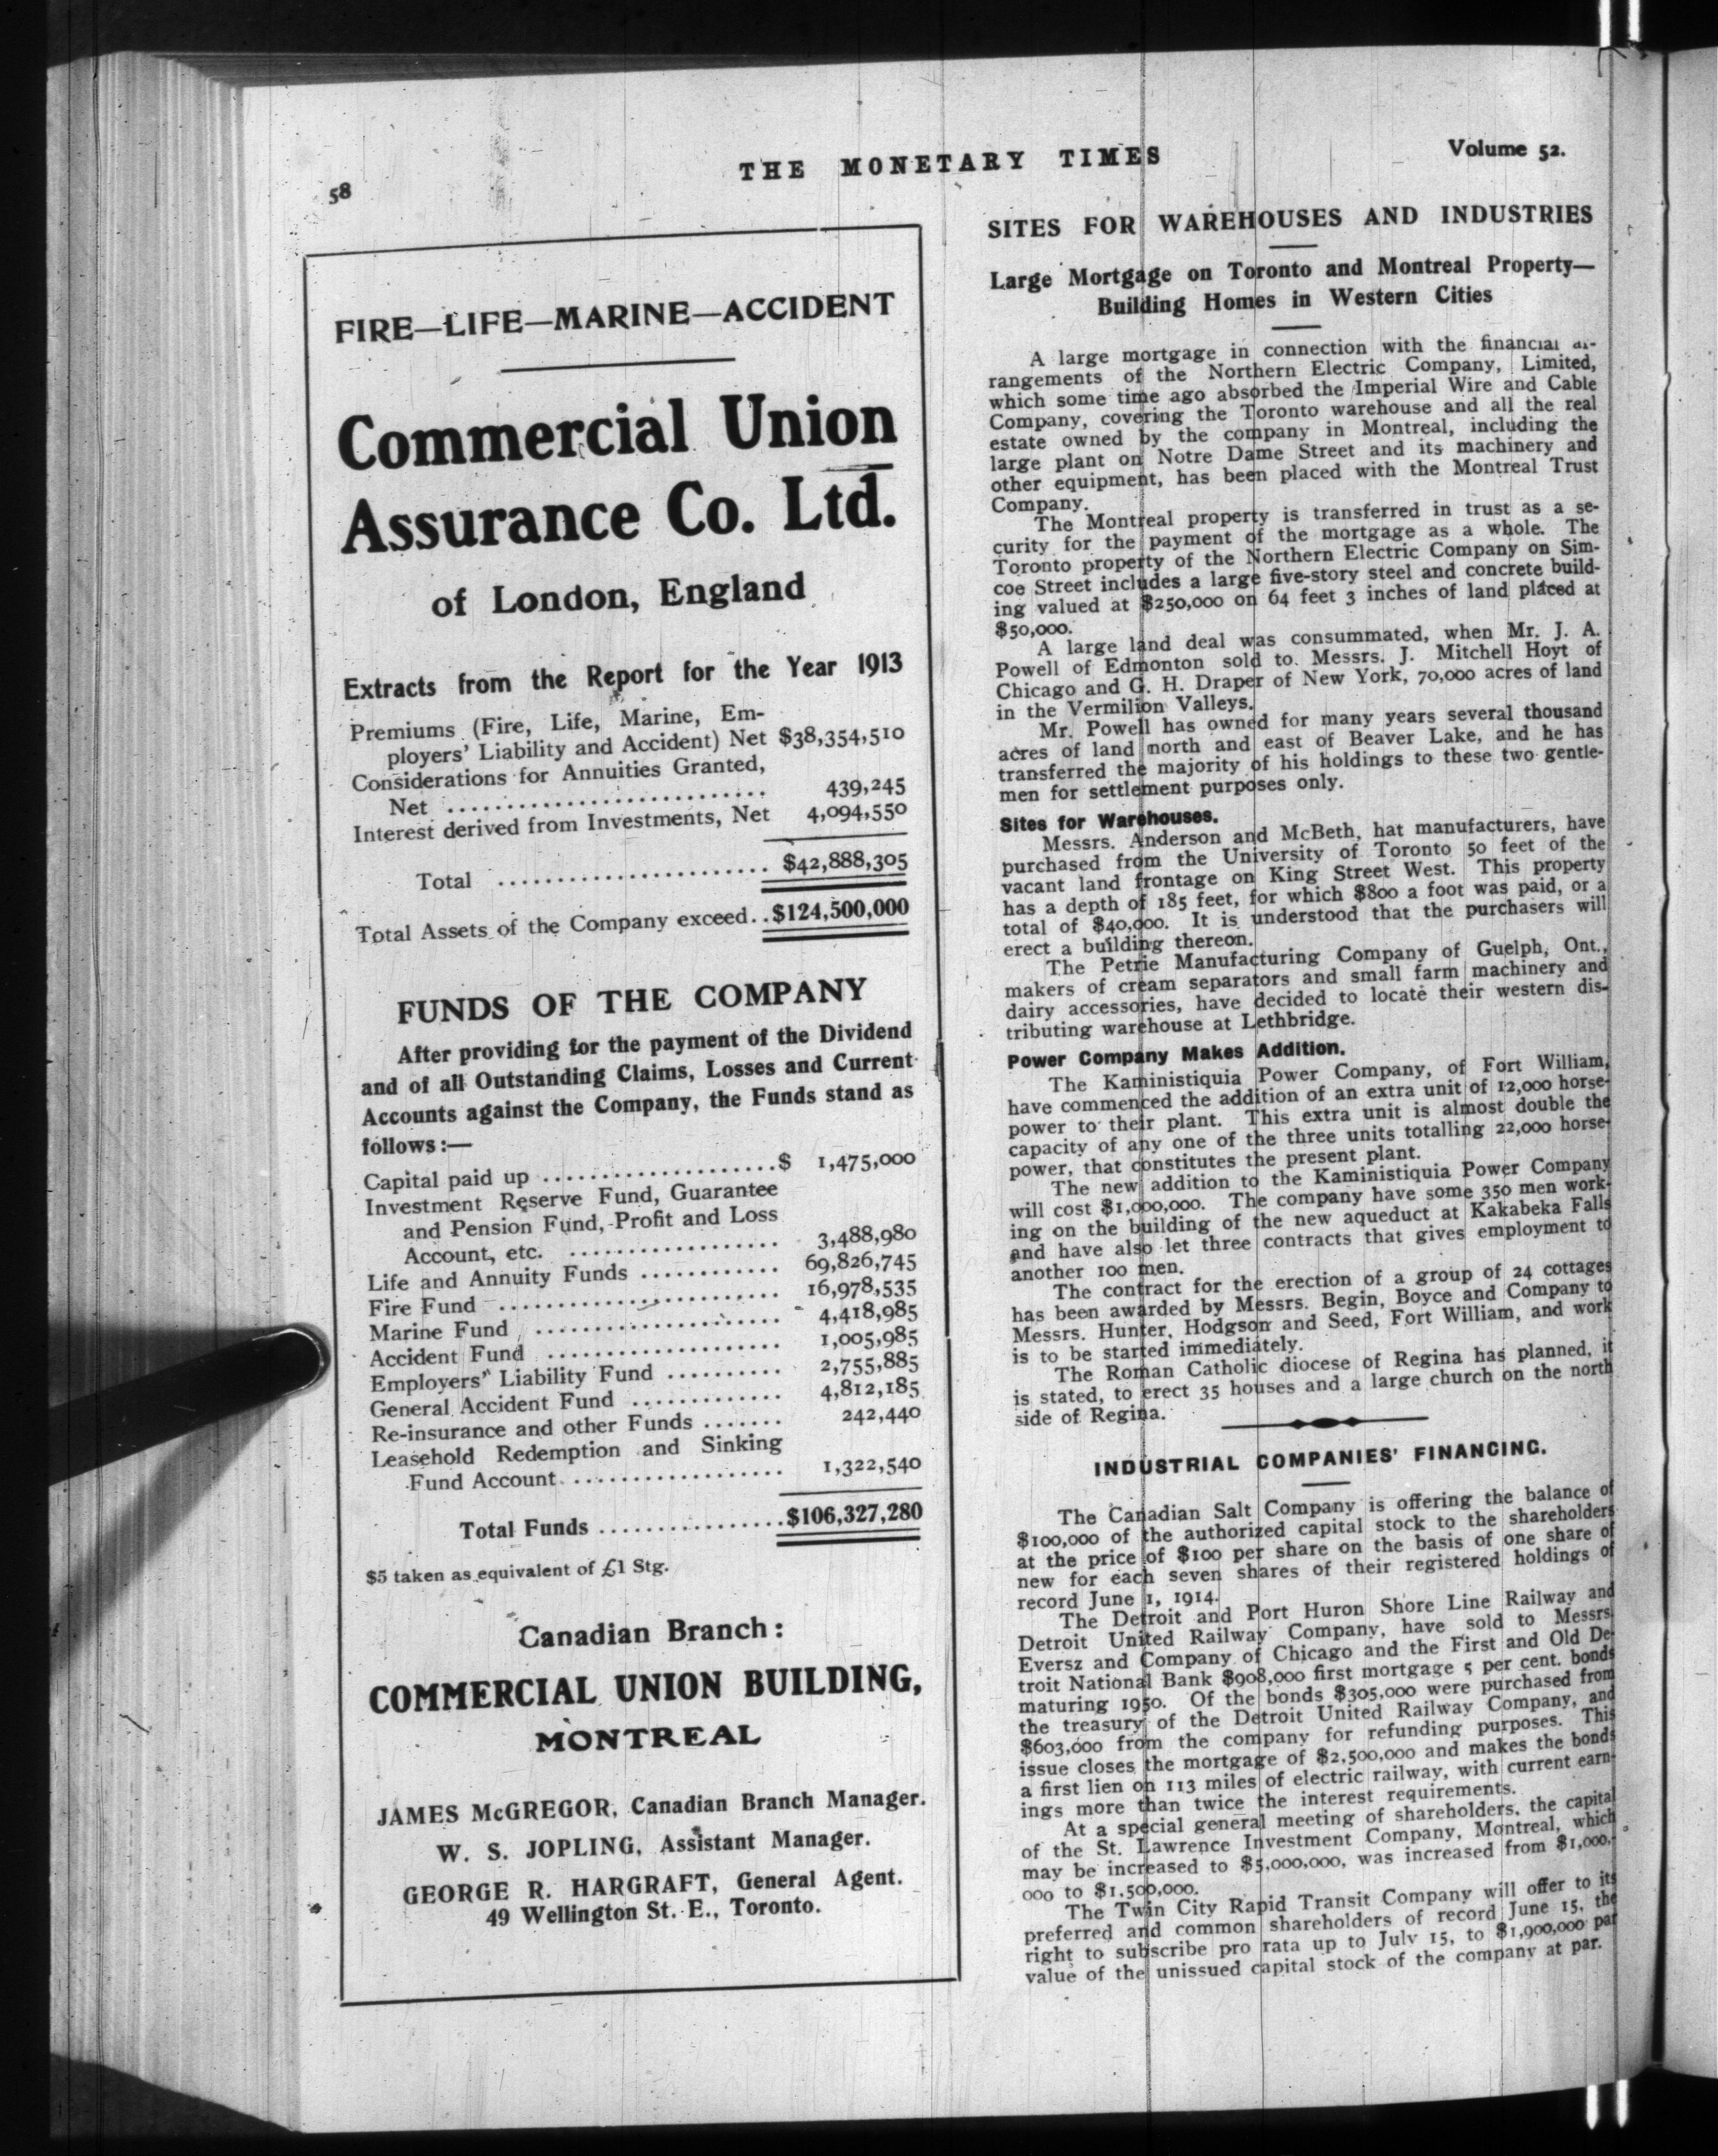 58
THE MONETARY TIMES
Volume 52.
FIRE—LIFE—MARINE—ACCIDENT
Commercial Union
Assurance Co. Ltd.
of London, England
Extracts from the Report for the Year 1913
Premiums (Fire, Life, Marine, Em-
ployers' Liability and Accident) Net $38,354,510
Considerations for Annuities Granted,
Net .......................... 439,245
Interest derived from Investments, Net 4,094,550
Total ...................... $42,888,305
Total Assets of the Company exceed.. $124,500,000
FUNDS OF THE COMPANY
After providing for the payment of the Dividend
and of all Outstanding Claims, Losses and Current
Accounts against the Company, the Funds stand as
follows:—
Capital paid up ......................$ 1,475,000
Investment Reserve Fund, Guarantee
and Pension Fund, Profit and Loss
Account, etc. .................. 3,488,980
Life and Annuity Funds ............ 69,826,745
Fire Fund ........................ 16,978,535
Marine Fund ..................... 4,418,985
Accident Fund .................... 1,005,985
Employers' Liability Fund .......... 2,755,885
General Accident Fund ............. 4,812,185
Re-insurance and other Funds ....... 242,440
Leasehold Redemption and Sinking
Fund Account .................. 1,322,540
Total Funds ................$106,327,280
$5 taken as equivalent of £1 Stg.
Canadian Branch:
COMMERCIAL UNION BUILDING,
MONTREAL
JAMES McGREGOR, Canadian Branch Manager.
W. S. JOPLING, Assistant Manager.
GEORGE R. HARGRAFT, General Agent.
49 Wellington St. E., Toronto.
SITES FOR WAREHOUSES AND INDUSTRIES
Large Mortgage on Toronto and Montreal Property—
Building Homes in Western Cities
A large mortgage in connection with the financial ar-
rangements of the Northern Electric Company, Limited,
which some time ago absorbed the Imperial Wire and Cable
Company, covering the Toronto warehouse and all the real
estate owned by the company in Montreal, including the
large plant on Notre Dame Street and its machinery and
other equipment, has been placed with the Montreal Trust
Company.
The Montreal property is transferred in trust as a se-
curity for the payment of the mortgage as a whole. The
Toronto property of the Northern Electric Company on Sim-
coe Street includes a large five-story steel and concrete build-
ing valued at $250,000 on 64 feet 3 inches of land placed at
$50,000.
A large land deal was consummated, when Mr. J. A.
Powell of Edmonton sold to Messrs. J. Mitchell Hoyt of
Chicago and G. H. Draper of New York, 70,000 acres of land
in the Vermilion Valleys.
Mr. Powell has owned for many years several thousand
acres of land north and east of Beaver Lake, and he has
transferred the majority of his holdings to these two gentle-
men for settlement purposes only.
Sites for Warehouses.
Messrs. Anderson and McBeth, hat manufacturers, have
purchased from the University of Toronto 50 feet of the
vacant land frontage on King Street West. This property
has a depth of 185 feet, for which $800 a foot was paid, or a
total of $40,000. It is understood that the purchasers will
erect a building thereon.
The Petrie Manufacturing Company of Guelph, Ont.,
makers of cream separators and small farm machinery and
dairy accessories, have decided to locate their western dis-
tributing warehouse at Lethbridge.
Power Company Makes Addition.
The Kaministiquia Power Company, of Fort William,
have commenced the addition of an extra unit of 12,000 horse-
power to their plant. This extra unit is almost double the
capacity of any one of the three units totalling 22,000 horse-
power, that constitutes the present plant.
The new addition to the Kaministiquia Power Company
will cost $1,000,000. The company have some 350 men work-
ing on the building of the new aqueduct at Kakabeka Falls
and have also let three contracts that gives employment to
another 100 men.
The contract for the erection of a group of 24 cottages
has been awarded by Messrs. Begin, Boyce and Company to
Messrs. Hunter, Hodgson and Seed, Fort William, and work
is to be started immediately.
The Roman Catholic diocese of Regina has planned, it
is stated, to erect 35 houses and a large church on the north
side of Regina.
INDUSTRIAL COMPANIES' FINANCING.
The Canadian Salt Company is offering the balance of
$100,000 of the authorized capital stock to the shareholders
at the price of $100 per share on the basis of one share of
new for each seven shares of their registered holdings of
record June 1, 1914.
The Detroit and Port Huron Shore Line Railway and
Detroit United Railway Company, have sold to Messrs.
Eversz and Company of Chicago and the First and Old De-
troit National Bank $908,000 first mortgage 5 per cent. bonds
maturing 1950. Of the bonds $305,000 were purchased from
the treasury of the Detroit United Railway Company, and
$603,000 from the company for refunding purposes. This
issue closes the mortgage of $2,500,000 and makes the bonds
a first lien on 113 miles of electric railway, with current earn-
ings more than twice the interest requirements.
At a special general meeting of shareholders, the capital
of the St. Lawrence Investment Company, Montreal, which
may be increased to $5,000,000, was increased from $1,000,-
000 to $1,500,000.
The Twin City Rapid Transit Company will offer to its
preferred and common shareholders of record June 15, the
right to subscribe pro rata up to July 15, to $1,900,000 par
value of the unissued capital stock of the company at par.